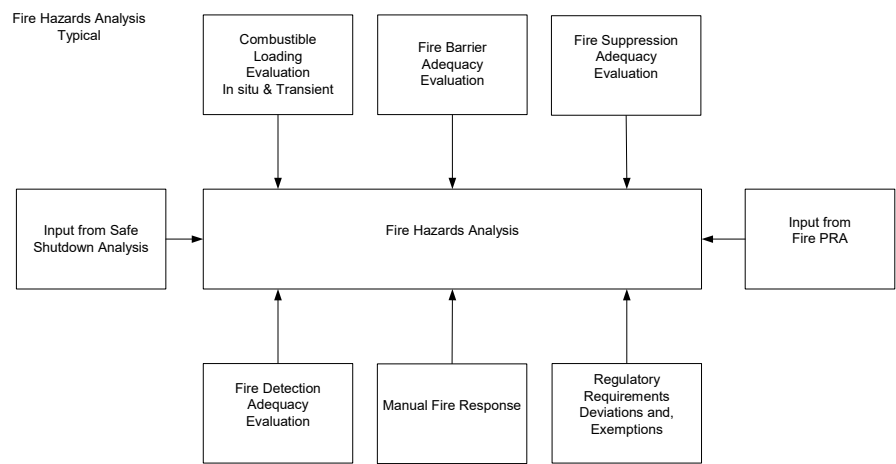 Fire Hazards Analysis
Typical
Combustible
Loading
Evaluation
In situ & Transient
Fire Barrier
Adequacy
Evaluation
Fire Suppression
Adequacy
Evaluation
Input from Safe
Shutdown Analysis
Fire Hazards Analysis
Input from
Fire PRA
Fire Detection
Adequacy
Evaluation
Manual Fire Response
Regulatory
Requirements
Deviations and,
Exemptions